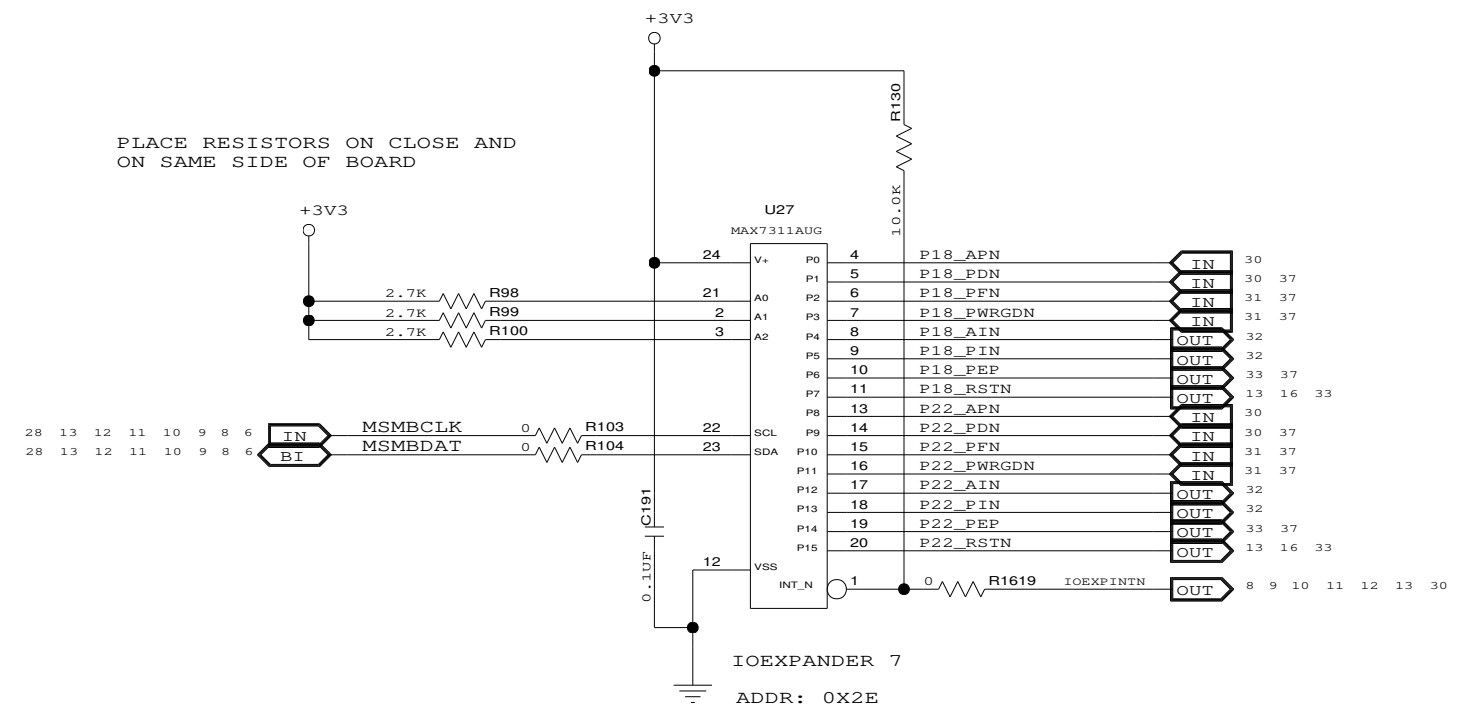 +3V3
R130
10.0K
PLACE RESISTORS ON CLOSE AND
ON SAME SIDE OF BOARD
+3V3
U27
MAX7311AUG
24 V+ P0 4 P18_APN IN 30
P1 5 P18_PDN IN 30 37
2.7K R98 21 A0 P2 6 P18_PFN IN 31 37
2.7K R99 2 A1 P3 7 P18_PWRGDN IN 31 37
2.7K R100 3 A2 P4 8 P18_AIN OUT 32
P5 9 P18_PIN OUT 32
P6 10 P18_PEP OUT 33 37
P7 11 P18_RSTN OUT 13 16 33
P8 13 P22_APN IN 30
28 13 12 11 10 9 8 6 IN MSMBCLK 0 R103 22 SCL P9 14 P22_PDN IN 30 37
28 13 12 11 10 9 8 6 BI MSMBDAT 0 R104 23 SDA P10 15 P22_PFN IN 31 37
P11 16 P22_PWRGDN IN 31 37
P12 17 P22_AIN OUT 32
C191 P13 18 P22_PIN OUT 32
P14 19 P22_PEP OUT 33 37
P15 20 P22_RSTN OUT 13 16 33
0.1UF 12 VSS
INT_N 1 0 R1619 IOEXPINTN OUT 8 9 10 11 12 13 30
IOEXPANDER 7
ADDR: 0X2E